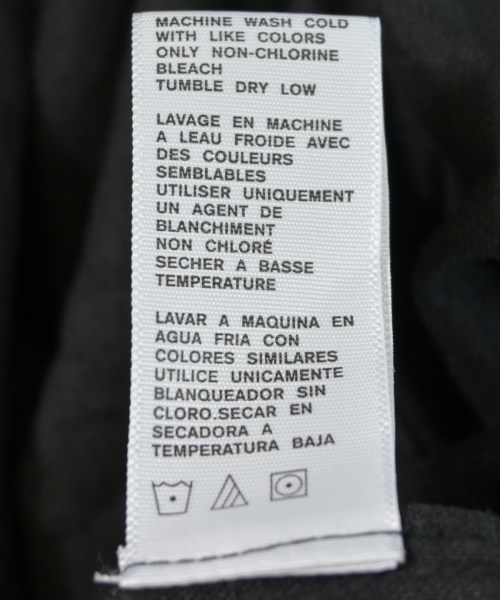 MACHINE WASH COLD
WITH LIKE COLORS
ONLY NON-CHLORINE
BLEACH
TUMBLE DRY LOW
LAVAGE EN MACHINE
A LEAU FROIDE AVEC
DES COULEURS
SEMBLABLES
UTILISER UNIQUEMENT
UN AGENT DE
BLANCHIMENT
NON CHLORÉ
SECHER A BASSE
TEMPERATURE
LAVAR A MAQUINA EN
AGUA FRIA CON
COLORES SIMILARES
UTILICE UNICAMENTE
BLANQUEADOR SIN
CLORO.SECAR EN
SECADORA A
TEMPERATURA BAJA